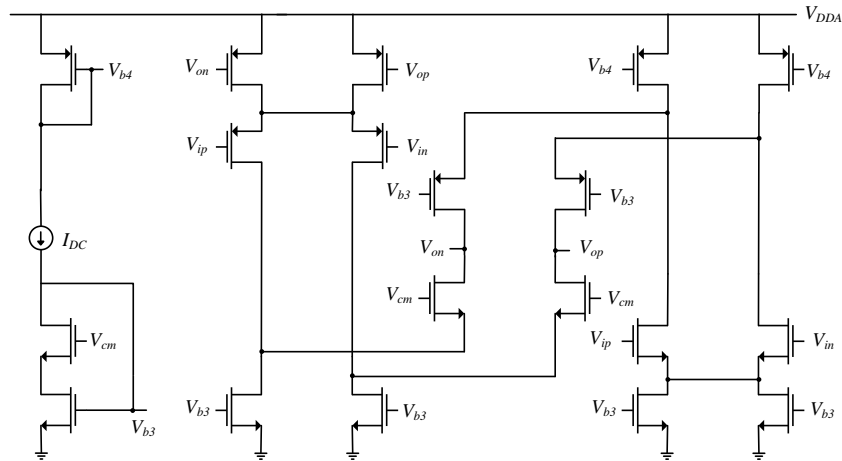 V_DDA
V_b4
V_on
V_op
V_b4
V_b4
V_ip
V_in
V_b3
V_b3
I_DC
V_on
V_op
V_cm
V_cm
V_cm
V_ip
V_in
V_b3
V_b3
V_b3
V_b3
V_b3